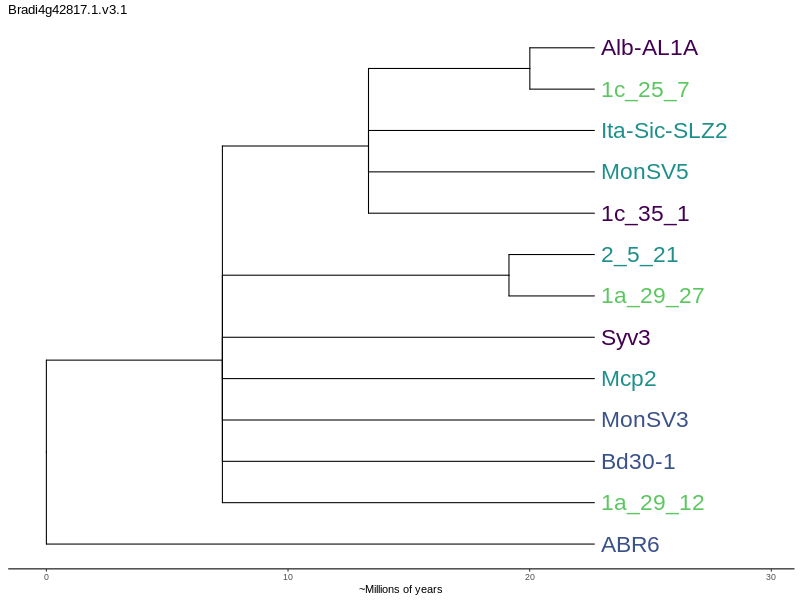 Bradi4g42817.1.v3.1
Alb-AL1A
1c_25_7
Ita-Sic-SLZ2
MonSV5
1c_35_1
2_5_21
1a_29_27
Syv3
Mcp2
MonSV3
Bd30-1
1a_29_12
ABR6
0 10 20 30
~Millions of years